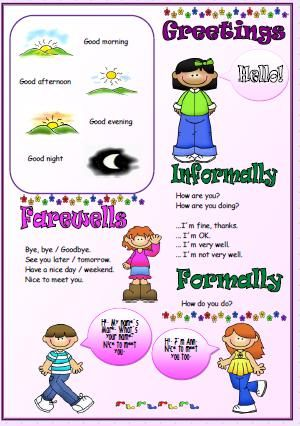 Greetings
Good morning
Good afternoon
Good evening
Good night
Hello!
Informally
How are you?
How are you doing?
...I´m fine, thanks.
... I´m OK.
... I´m very well.
... I´m not very well.
Farewells
Bye, bye / Goodbye.
See you later / tomorrow.
Have a nice day / weekend.
Nice to meet you.
Formally
How do you do?
Hi- My name´s
What´s
your name?
Nice to meet
you-
Hi- I´m Ann-
Nice to meet
you too-